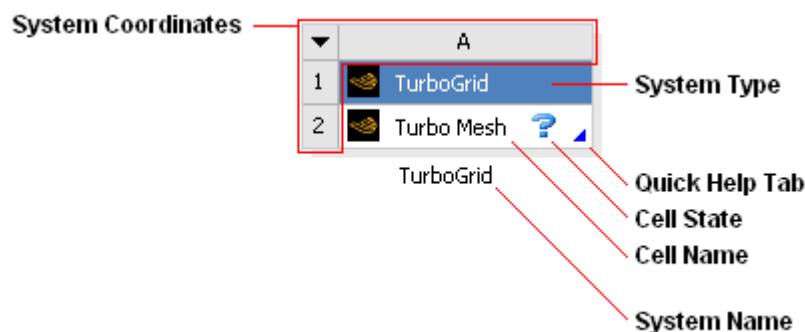 System Coordinates
A
1 TurboGrid
System Type
2 Turbo Mesh ?
TurboGrid
Quick Help Tab
Cell State
Cell Name
System Name